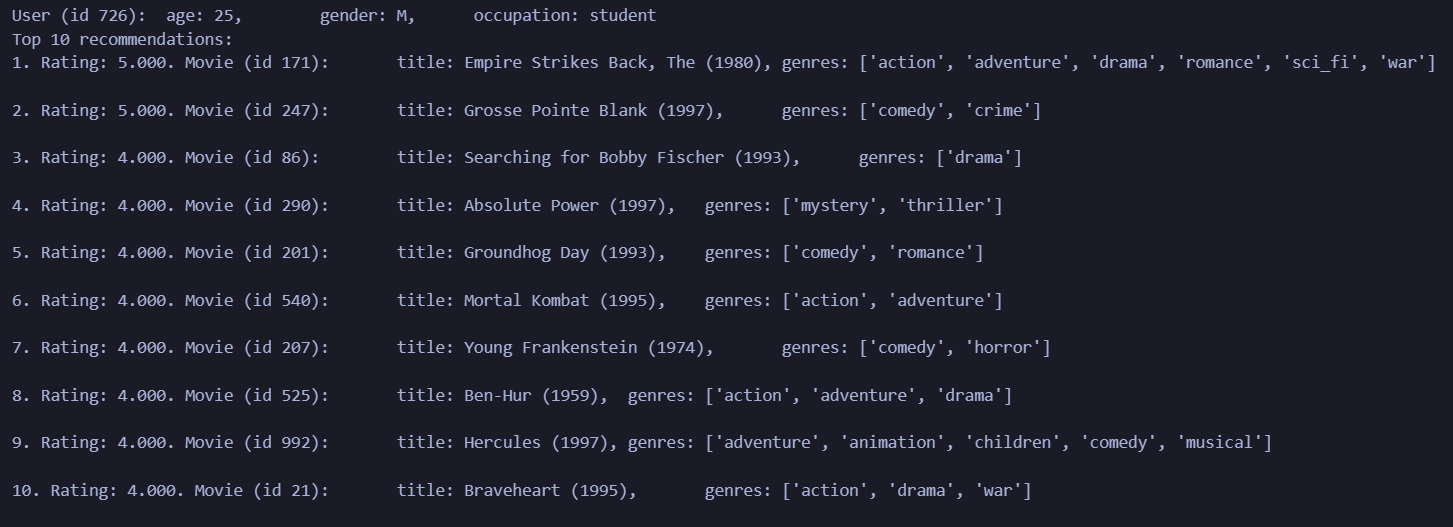 User (id 726):  age: 25,        gender: M,      occupation: student
Top 10 recommendations:
1. Rating: 5.000. Movie (id 171):       title: Empire Strikes Back, The (1980), genres: ['action', 'adventure', 'drama', 'romance', 'sci_fi', 'war']
2. Rating: 5.000. Movie (id 247):       title: Grosse Pointe Blank (1997),      genres: ['comedy', 'crime']
3. Rating: 4.000. Movie (id 86):        title: Searching for Bobby Fischer (1993),      genres: ['drama']
4. Rating: 4.000. Movie (id 290):       title: Absolute Power (1997),   genres: ['mystery', 'thriller']
5. Rating: 4.000. Movie (id 201):       title: Groundhog Day (1993),    genres: ['comedy', 'romance']
6. Rating: 4.000. Movie (id 540):       title: Mortal Kombat (1995),    genres: ['action', 'adventure']
7. Rating: 4.000. Movie (id 207):       title: Young Frankenstein (1974),       genres: ['comedy', 'horror']
8. Rating: 4.000. Movie (id 525):       title: Ben-Hur (1959),  genres: ['action', 'adventure', 'drama']
9. Rating: 4.000. Movie (id 992):       title: Hercules (1997), genres: ['adventure', 'animation', 'children', 'comedy', 'musical']
10. Rating: 4.000. Movie (id 21):       title: Braveheart (1995),       genres: ['action', 'drama', 'war']